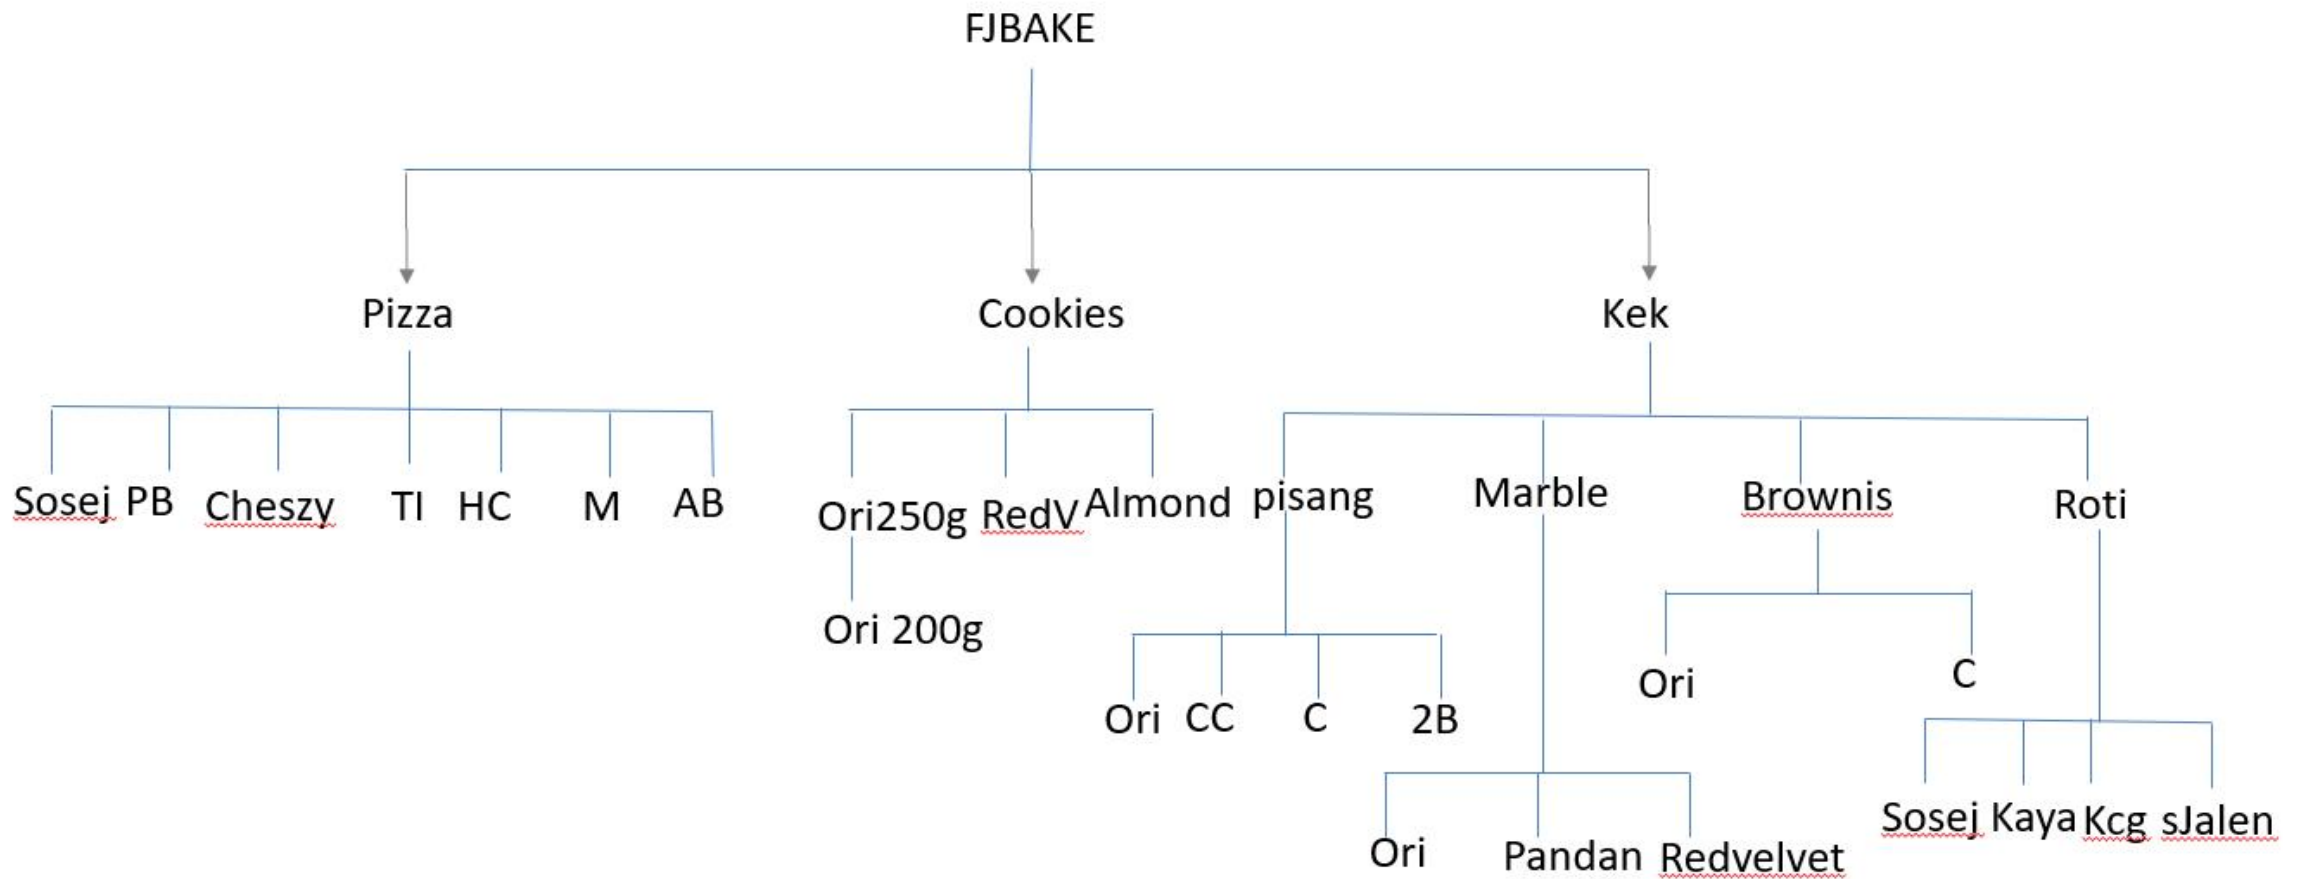 FJBAKE
Pizza Cookies Kek
Sosej PB Cheszy TI HC M AB Ori250g RedV Almond pisang Marble Brownis Roti
Ori 200g
Ori C
Ori CC C 2B
Sosej Kaya Kcg sJalen
Ori Pandan Redvelvet